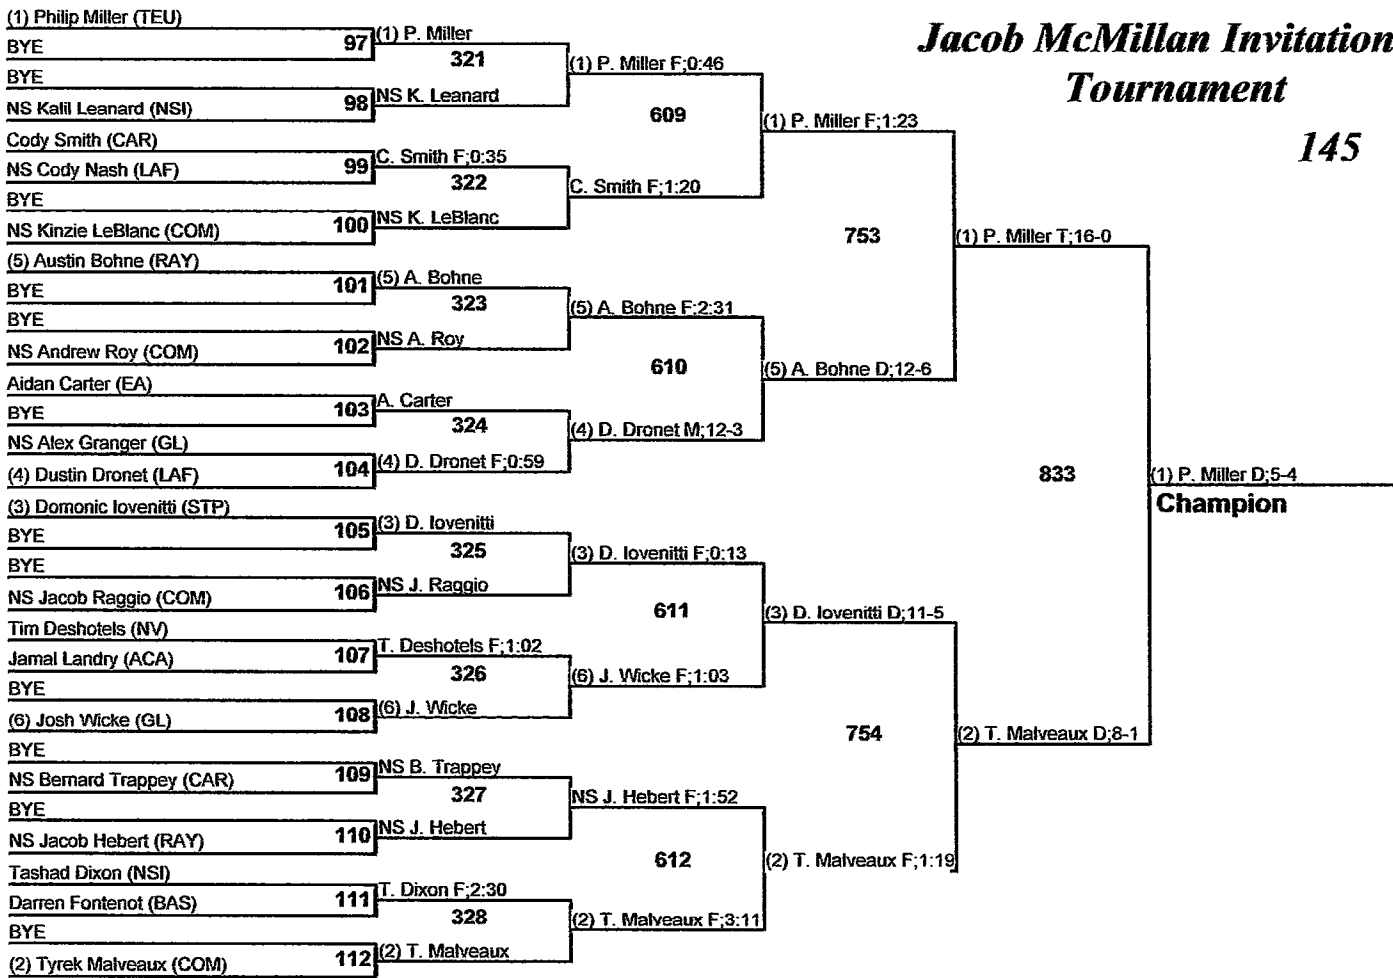 Jacob McMillan Invitation
Tournament
145
(1) Philip Miller (TEU)
BYE
97
BYE
NS Kalil Leanard (NSI)
98
Cody Smith (CAR)
NS Cody Nash (LAF)
99
BYE
NS Kinzie LeBlanc (COM)
100
(5) Austin Bohne (RAY)
BYE
101
BYE
NS Andrew Roy (COM)
102
Aidan Carter (EA)
BYE
103
NS Alex Granger (GL)
(4) Dustin Dronet (LAF)
104
(3) Domonic Iovenitti (STP)
BYE
105
BYE
NS Jacob Raggio (COM)
106
Tim Deshotels (NV)
Jamal Landry (ACA)
107
BYE
(6) Josh Wicke (GL)
108
BYE
NS Bernard Trappey (CAR)
109
BYE
NS Jacob Hebert (RAY)
110
Tashad Dixon (NSI)
Darren Fontenot (BAS)
111
BYE
(2) Tyrek Malveaux (COM)
112
(1) P. Miller
321
NS K. Leanard
C. Smith F;0:35
322
NS K. LeBlanc
(5) A. Bohne
323
NS A. Roy
A. Carter
324
(4) D. Dronet F;0:59
(3) D. Iovenitti
325
NS J. Raggio
T. Deshotels F;1:02
326
(6) J. Wicke
NS B. Trappey
327
NS J. Hebert
T. Dixon F;2:30
328
(2) T. Malveaux
(1) P. Miller F;0:46
609
C. Smith F;1:20
(5) A. Bohne F;2:31
610
(4) D. Dronet M;12-3
(3) D. Iovenitti F;0:13
611
(6) J. Wicke F;1:03
NS J. Hebert F;1:52
612
(2) T. Malveaux F;3:11
(1) P. Miller F;1:23
753
(5) A. Bohne D;12-6
(3) D. Iovenitti D;11-5
754
(2) T. Malveaux F;1:19
(1) P. Miller T;16-0
833
(2) T. Malveaux D;8-1
(1) P. Miller D;5-4
Champion